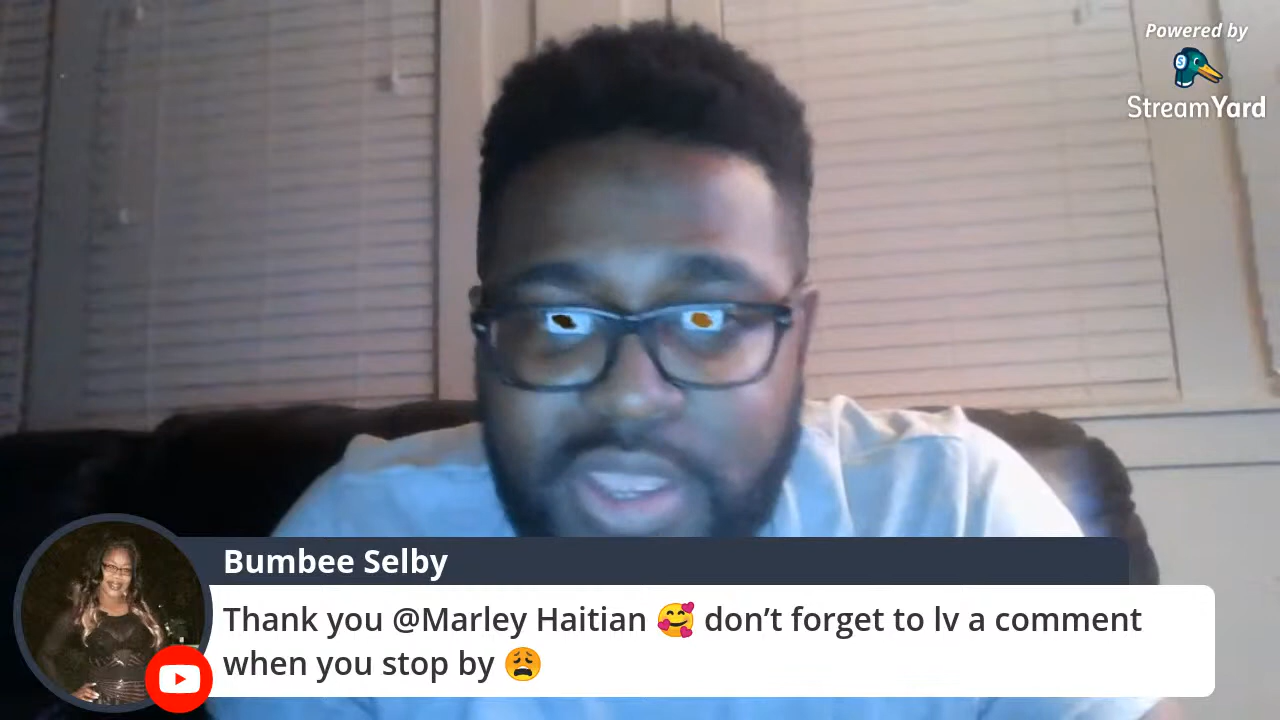 Powered by
StreamYard
Bumbee Selby
Thank you @Marley Haitian 🥰 don’t forget to lv a comment
when you stop by 😩